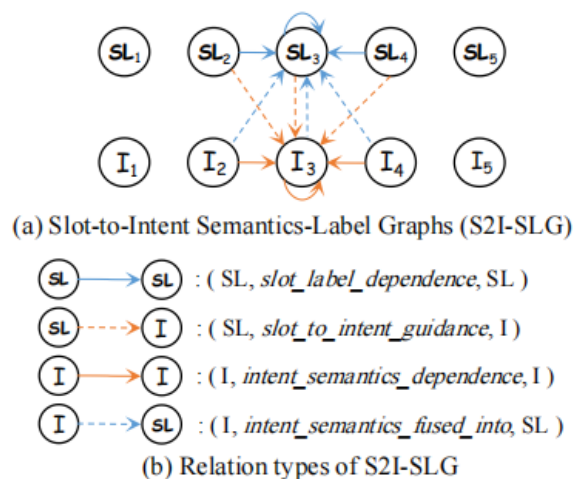 SL1 SL2 SL3 SL4 SL5
I1 I2 I3 I4 I5
(a) Slot-to-Intent Semantics-Label Graphs (S2I-SLG)
SL SL : ( SL, slot_label_dependence, SL )
SL I : ( SL, slot_to_intent_guidance, I )
I I : ( I, intent_semantics_dependence, I )
I SL : ( I, intent_semantics_fused_into, SL )
(b) Relation types of S2I-SLG